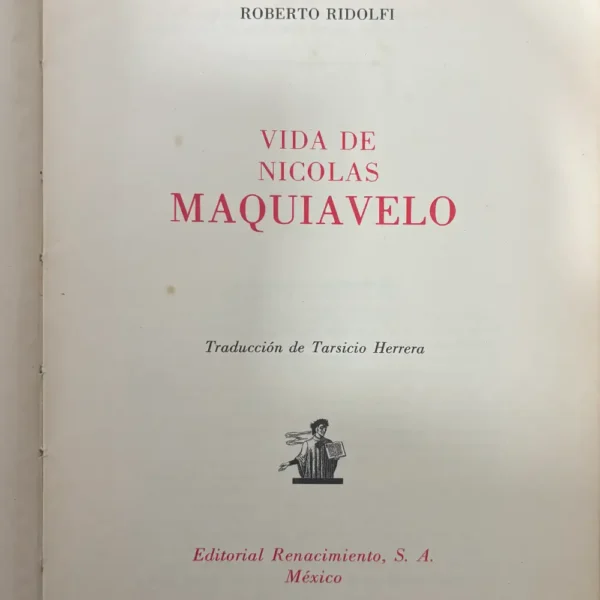 ROBERTO RIDOLFI
VIDA DE
NICOLAS
MAQUIAVELO
Traducción de Tarsicio Herrera
Editorial Renacimiento, S. A.
México